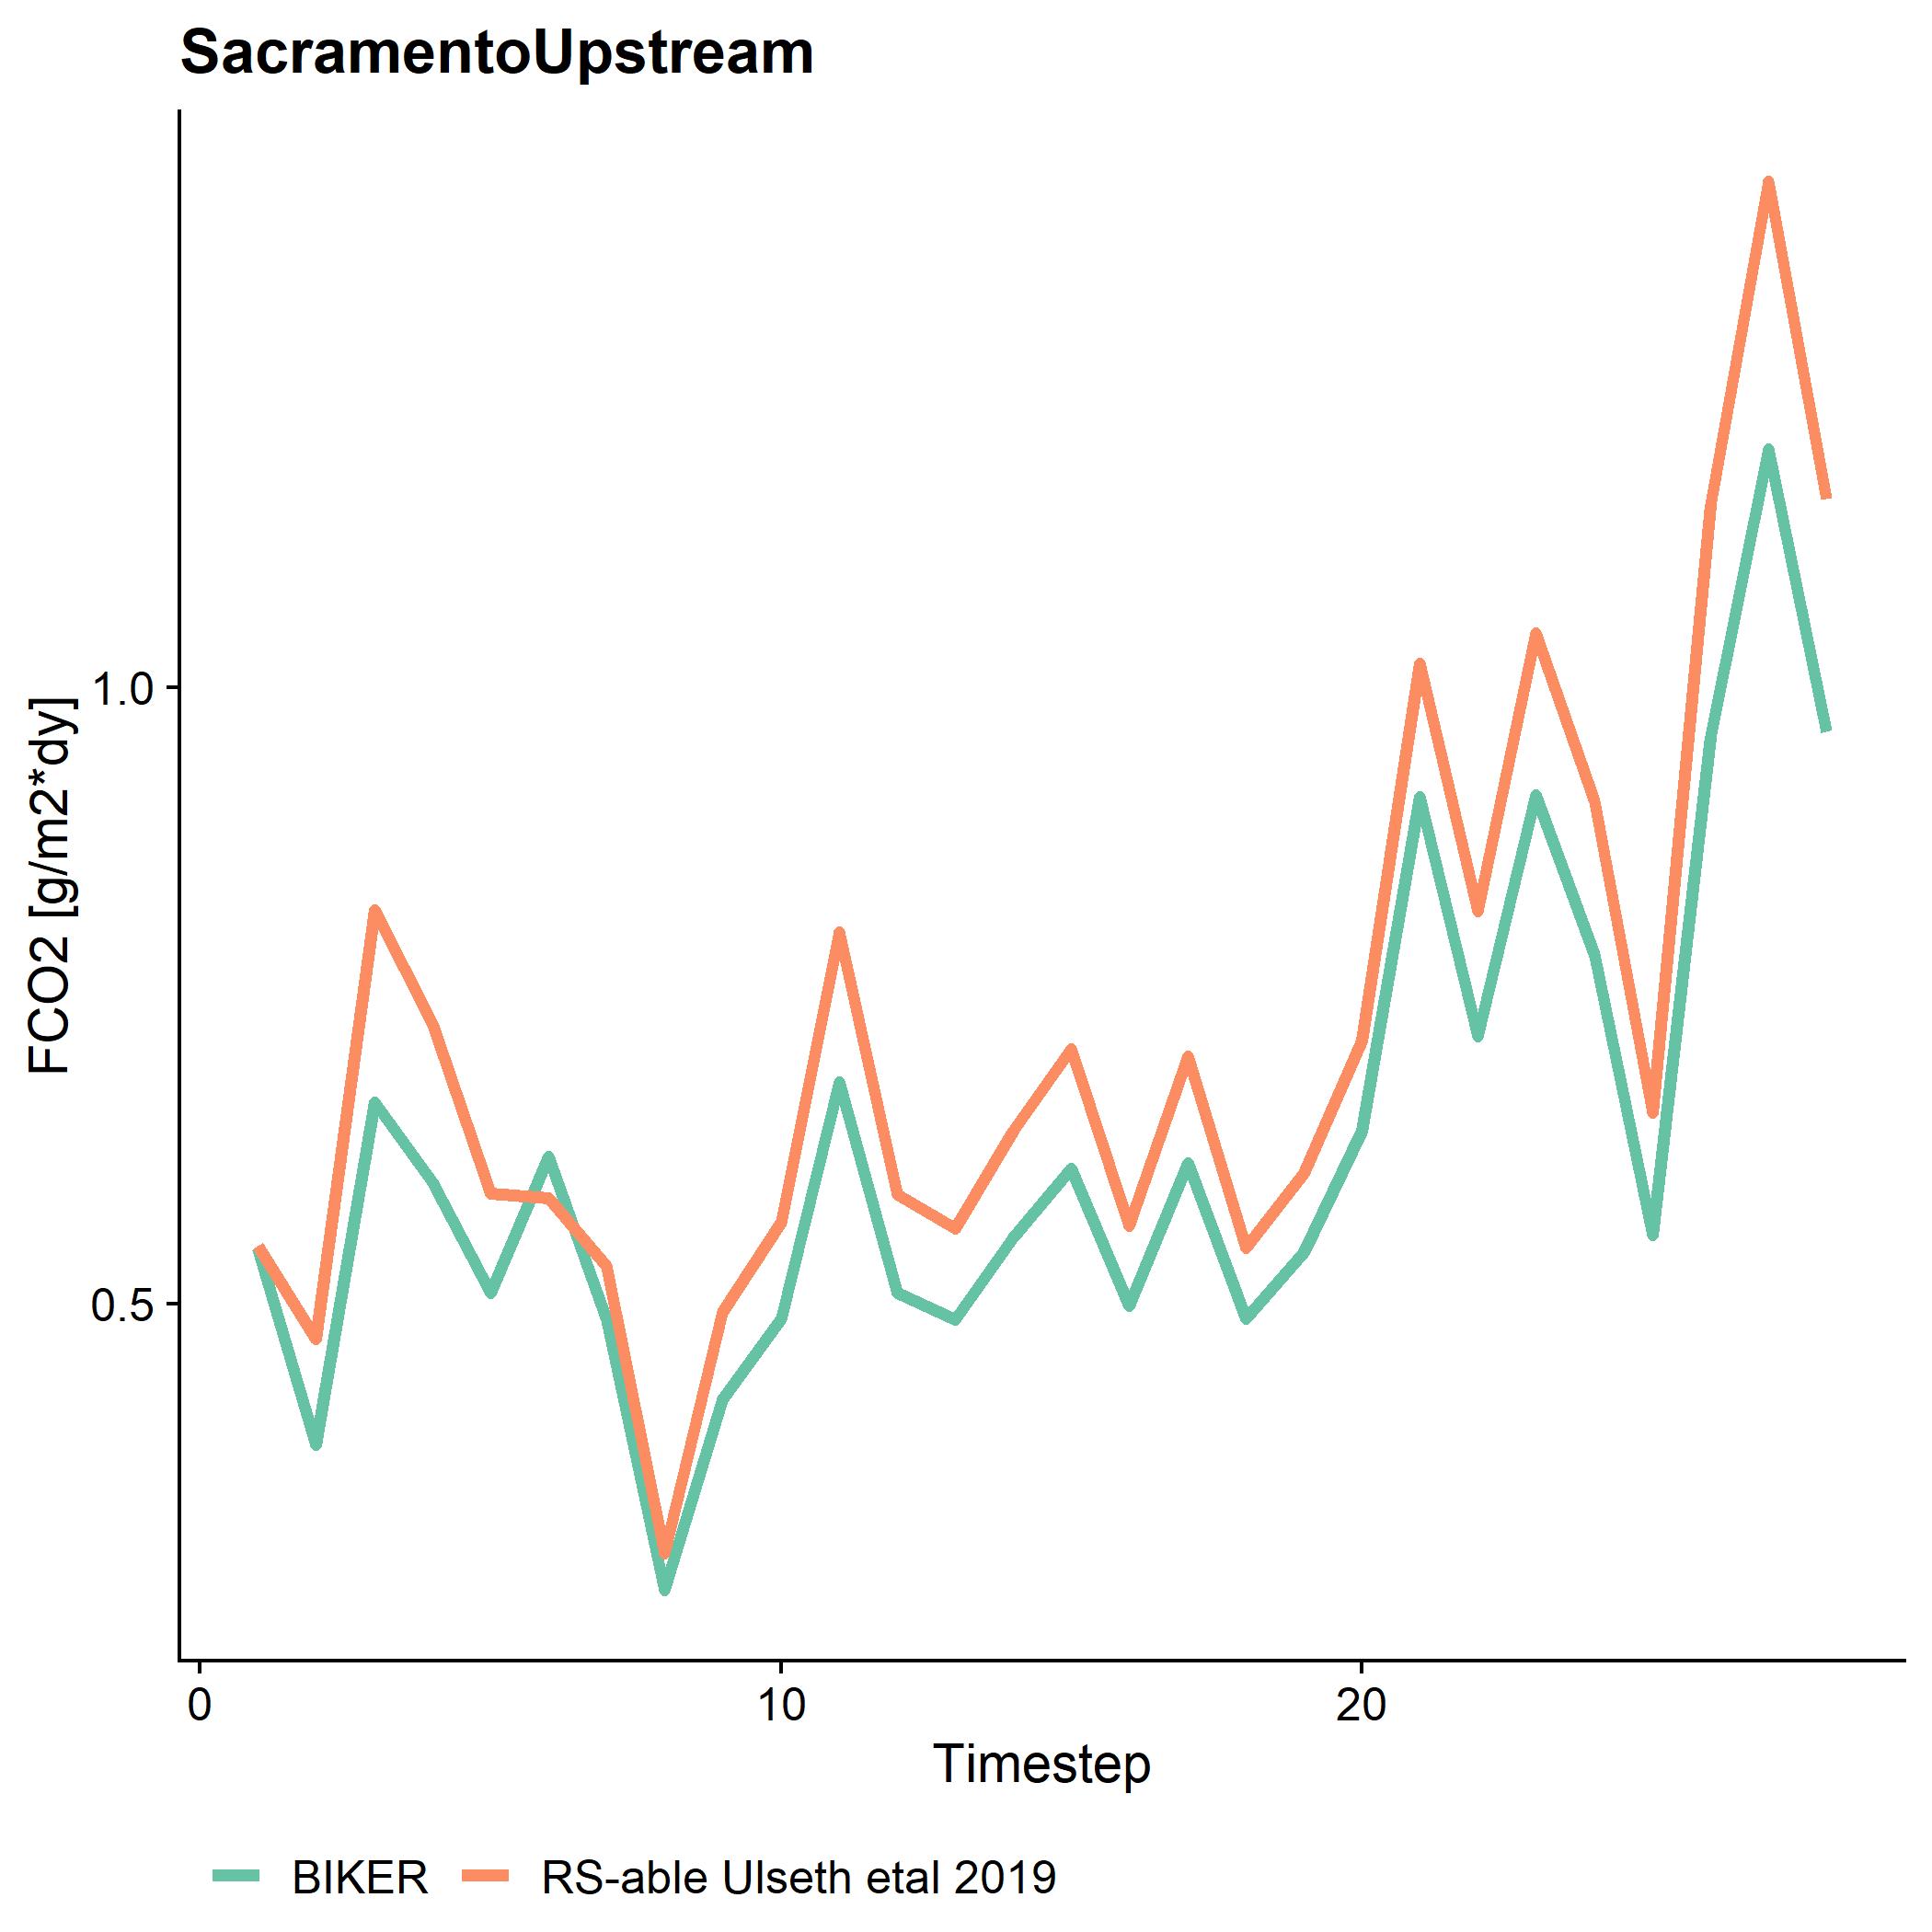 SacramentoUpstream
FCO2 [g/m2*dy]
1.0
0.5
0 10 20
Timestep
BIKER RS-able Ulseth etal 2019